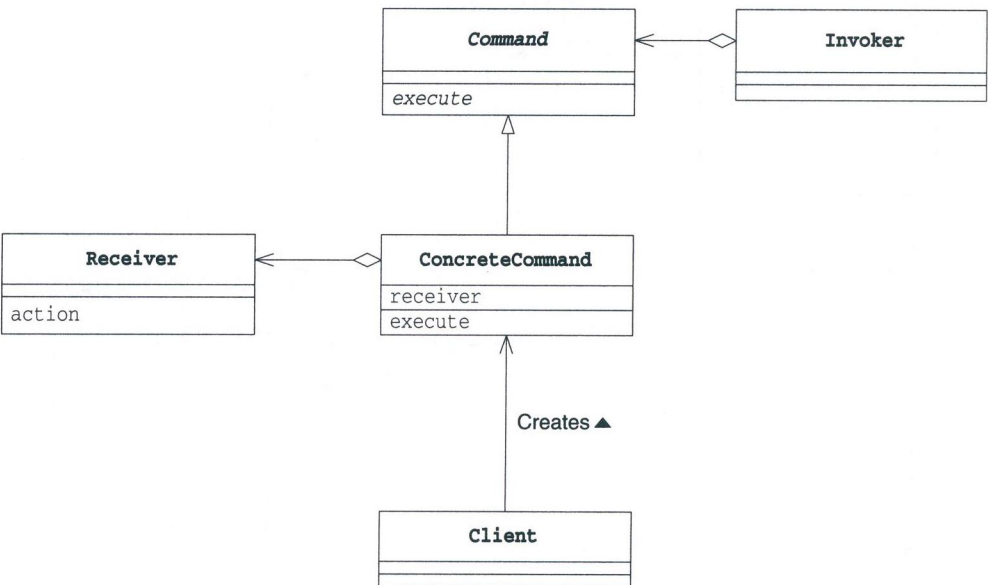 Command
Invoker
execute
Receiver
ConcreteCommand
action
receiver
execute
Creates ▲
Client